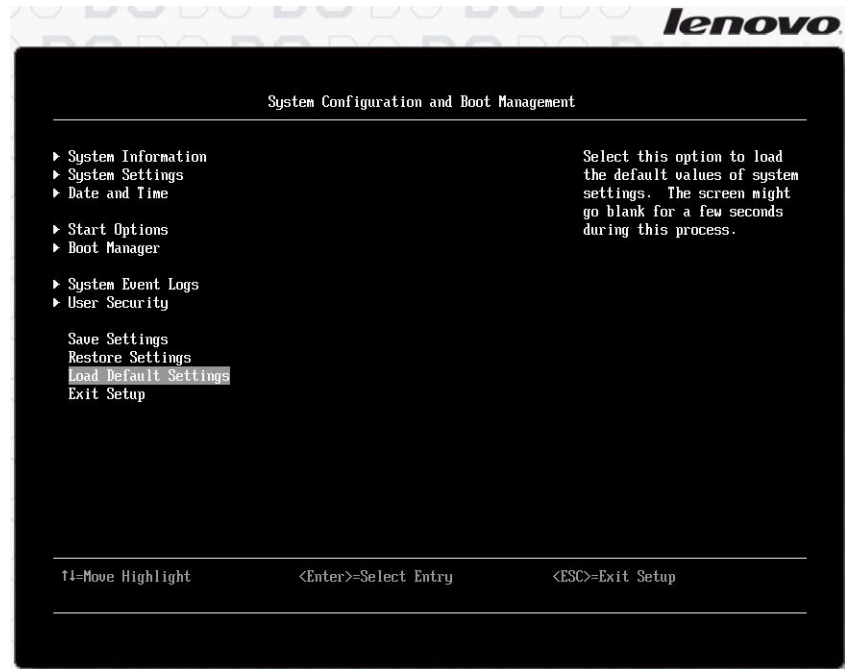 lenovo
System Configuration and Boot Management
System Information
System Settings
Date and Time
Start Options
Boot Manager
System Event Logs
User Security
Save Settings
Restore Settings
Load Default Settings
Exit Setup
Select this option to load
the default values of system
settings. The screen might
go blank for a few seconds
during this process.
↑↓=Move Highlight
<Enter>=Select Entry
<ESC>=Exit Setup